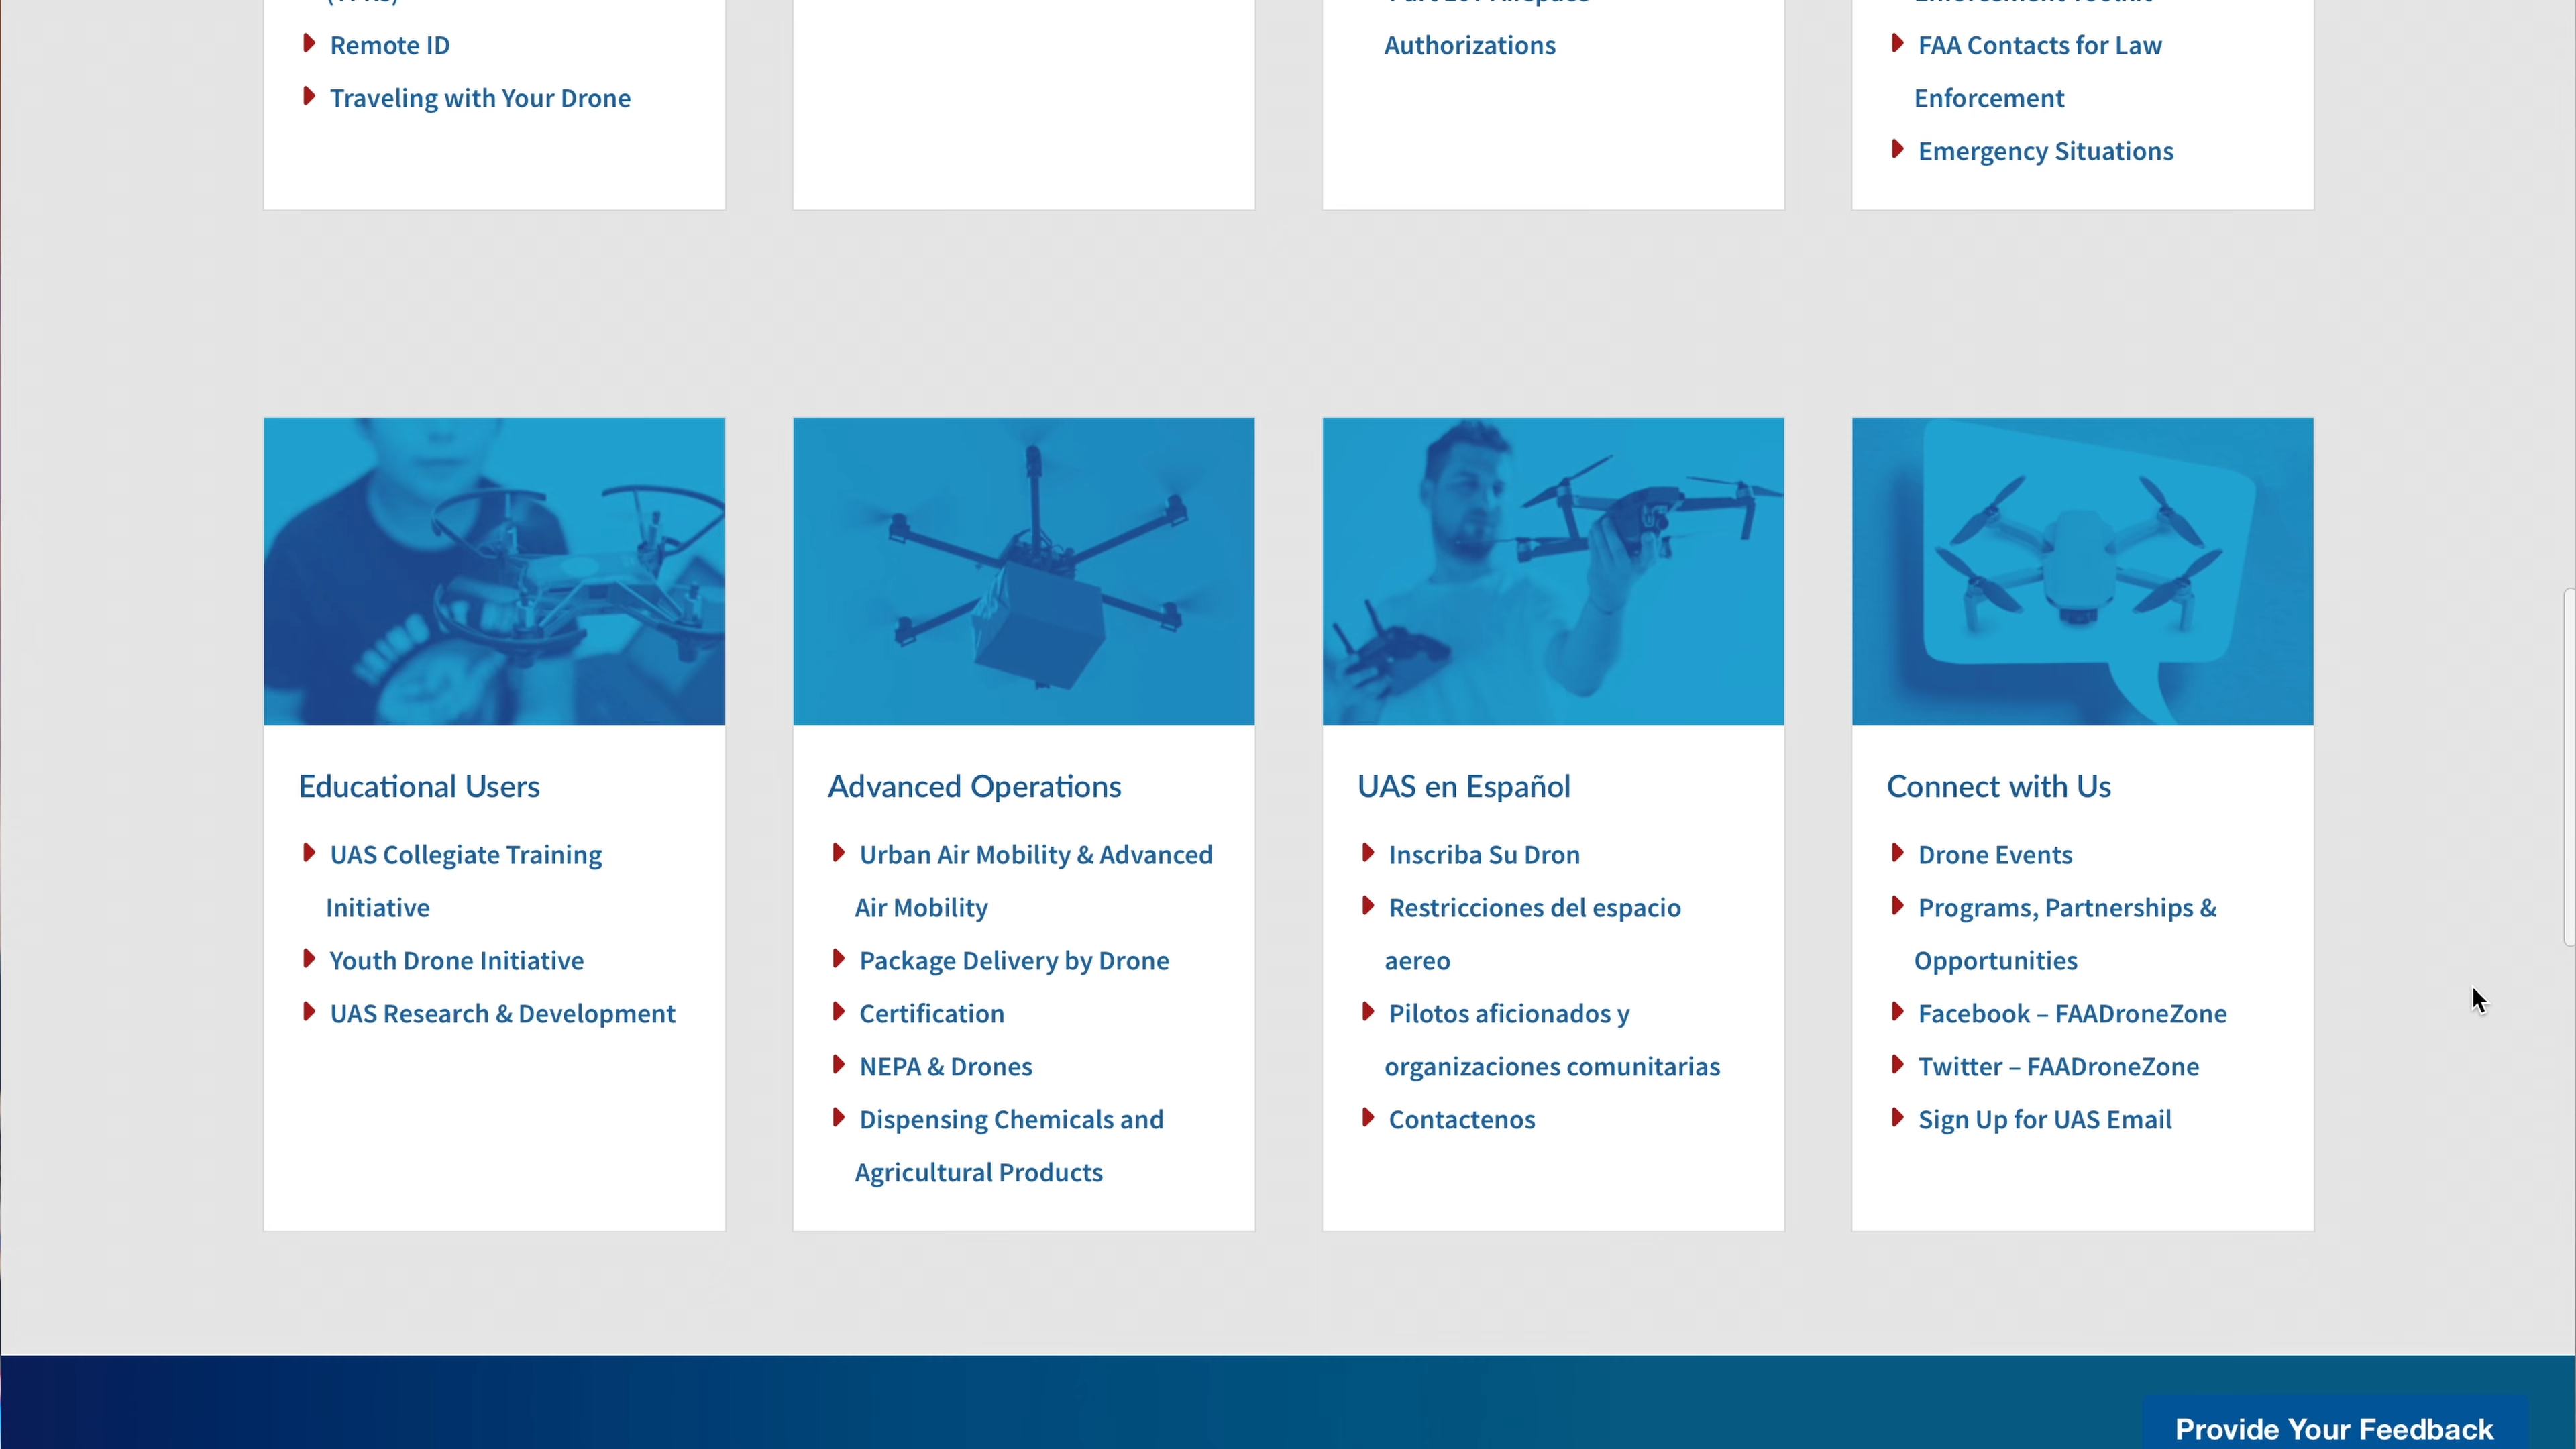 Remote ID
Traveling with Your Drone
Authorizations
FAA Contacts for Law
Enforcement
Emergency Situations
Educational Users
UAS Collegiate Training
Initiative
Youth Drone Initiative
UAS Research & Development
Advanced Operations
Urban Air Mobility & Advanced
Air Mobility
Package Delivery by Drone
Certification
NEPA & Drones
Dispensing Chemicals and
Agricultural Products
UAS en Español
Inscriba Su Dron
Restricciones del espacio
aereo
Pilotos aficionados y
organizaciones comunitarias
Contactenos
Connect with Us
Drone Events
Programs, Partnerships &
Opportunities
Facebook – FAADroneZone
Twitter – FAADroneZone
Sign Up for UAS Email
Provide Your Feedback